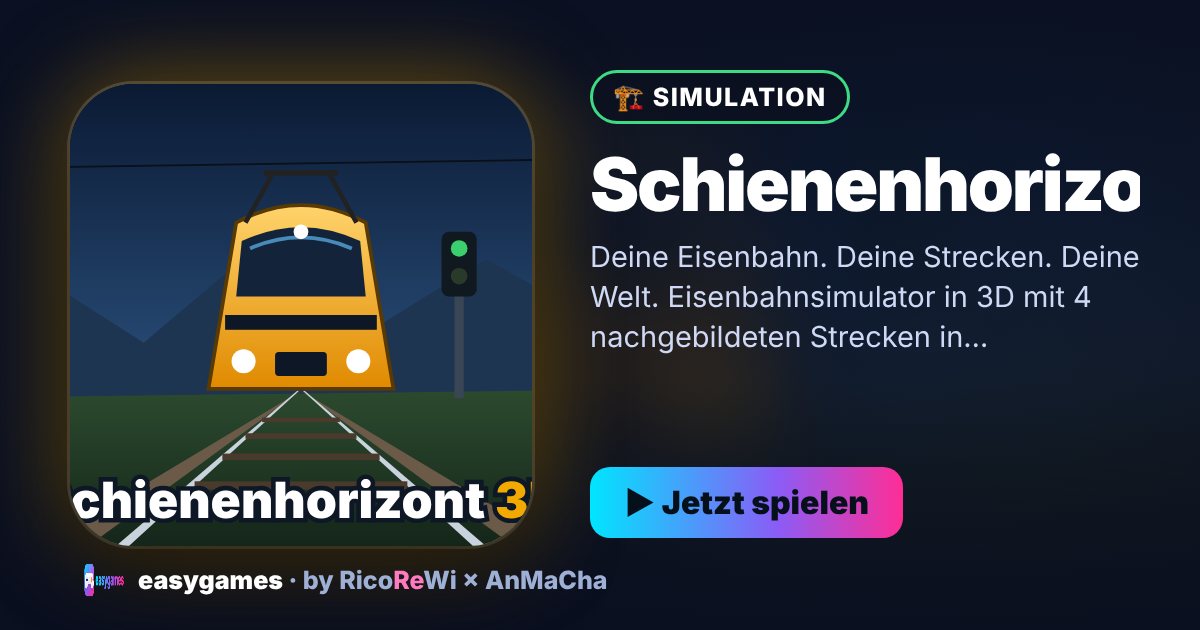 SIMULATION
Schienenhorizo
Deine Eisenbahn. Deine Strecken. Deine
Welt. Eisenbahnsimulator in 3D mit 4
nachgebildeten Strecken in...
chienenhorizont 3
▶ Jetzt spielen
easygames
easygames · by RicoReWi × AnMaCha